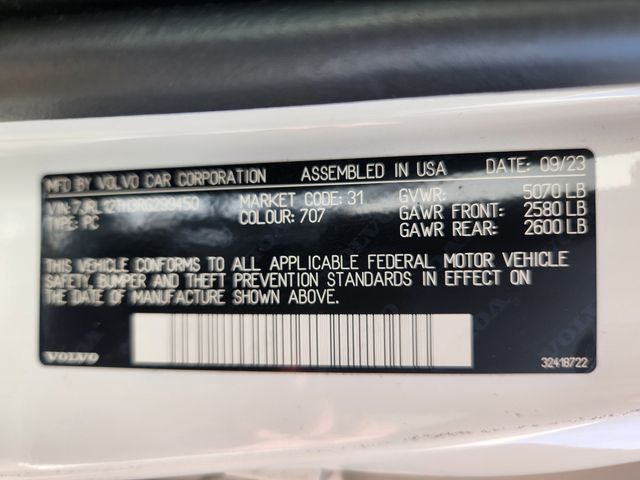 MFD BY VOLVO CAR CORPORATION ASSEMBLED IN USA DATE: 09/23
VIN: MARKET CODE: 31 GVWR: 5070 LB
TYPE: PC COLOUR: 707 GAWR FRONT: 2580 LB
GAWR REAR: 2600 LB
THIS VEHICLE CONFORMS TO ALL APPLICABLE FEDERAL MOTOR VEHICLE
SAFETY, BUMPER AND THEFT PREVENTION STANDARDS IN EFFECT ON
THE DATE OF MANUFACTURE SHOWN ABOVE.
VOLVO 32418722